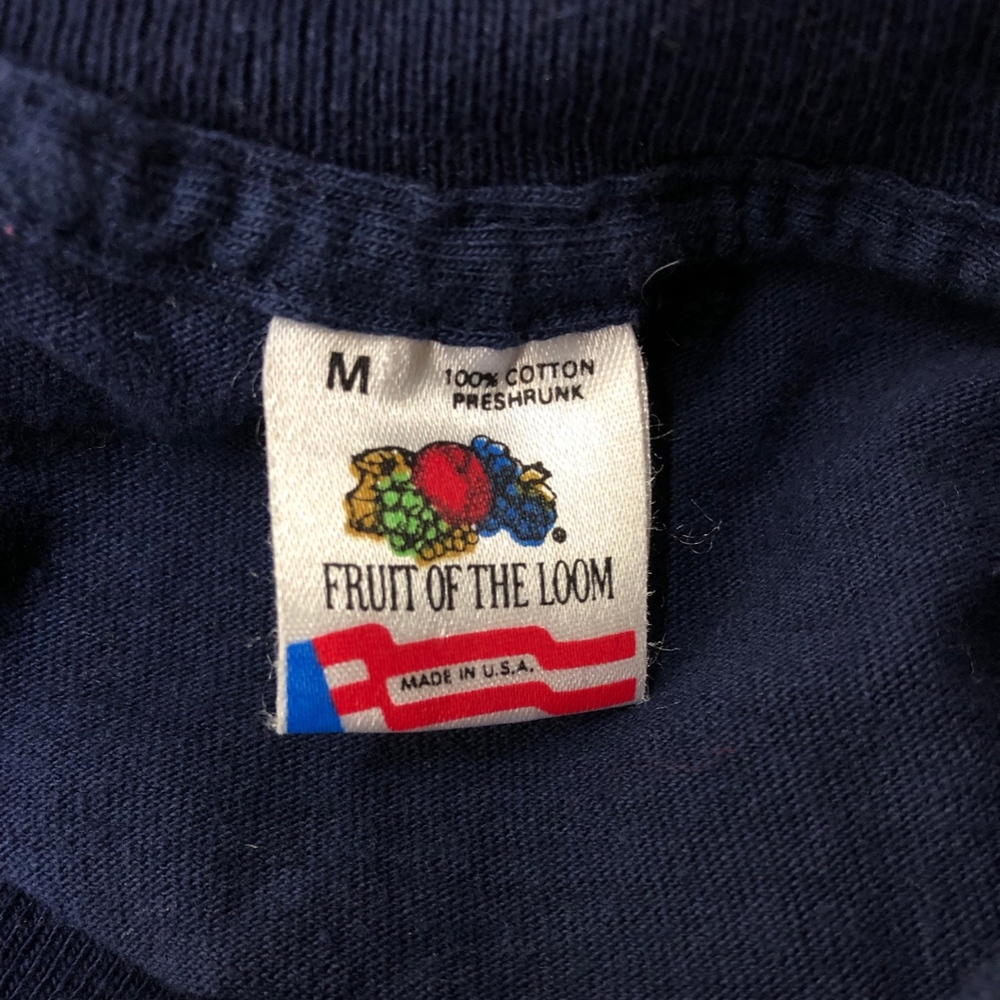 M
100% COTTON
PRESHRUNK
FRUIT OF THE LOOM
MADE IN U.S.A.